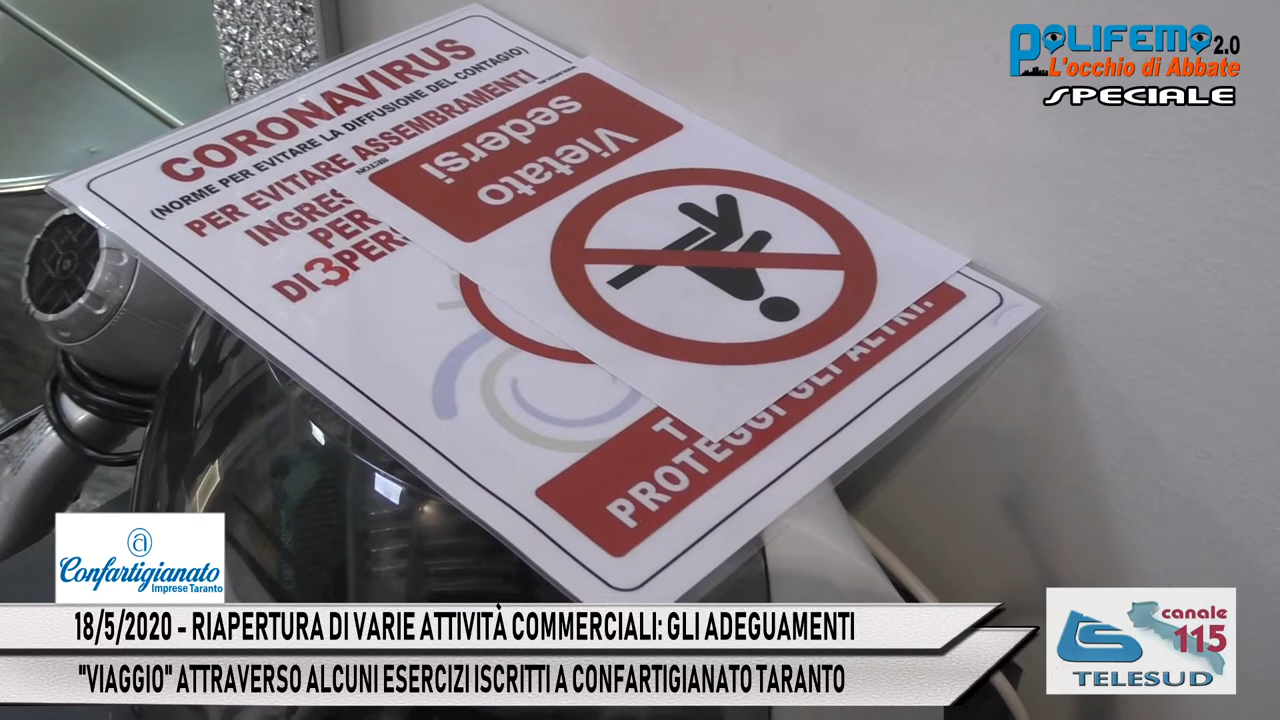 POLIFEMO 2.0
L'occhio di Abbate
SPECIALE
CORONAVIRUS
(NORME PER EVITARE LA DIFFUSIONE DEL CONTAGIO)
PER EVITARE ASSEMBRAMENTI
PER
DI 3 PERS
Vietato
sedersi
T
PROTEGGI GLI ALTRI.
a
Confartigianato
Imprese Taranto
18/5/2020 – RIAPERTURA DI VARIE ATTIVITÀ COMMERCIALI: GLI ADEGUAMENTI
"VIAGGIO" ATTRAVERSO ALCUNI ESERCIZI ISCRITTI A CONFARTIGIANATO TARANTO
canale
115
TELESUD